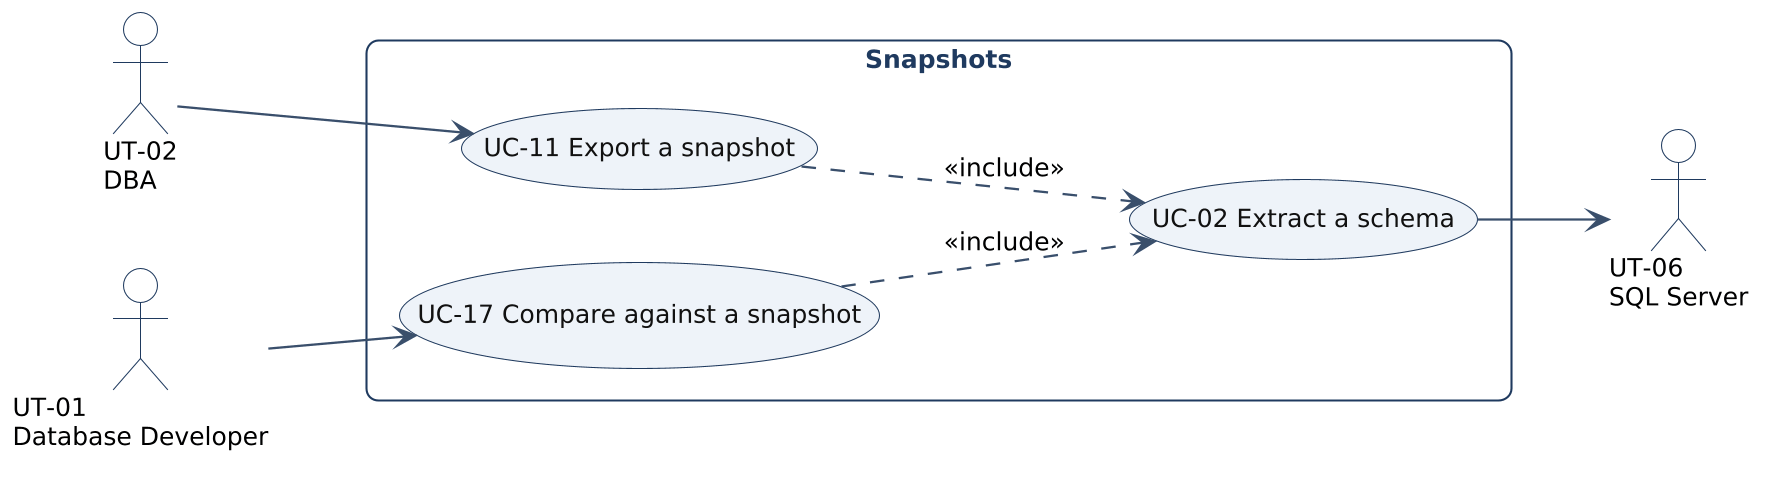 Snapshots
UT-02
DBA
UC-11 Export a snapshot
«include»
UC-02 Extract a schema
«include»
UT-06
SQL Server
UC-17 Compare against a snapshot
UT-01
Database Developer